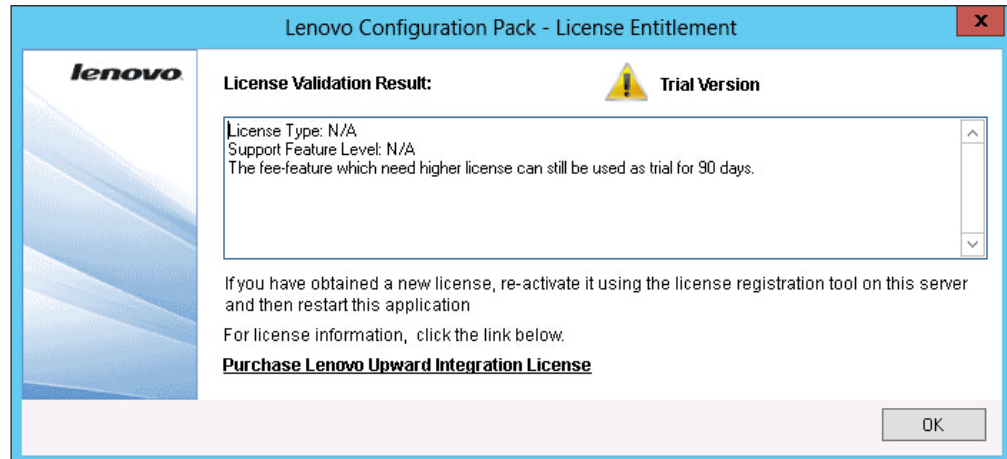 Lenovo Configuration Pack - License Entitlement
x
lenovo
License Validation Result:
Trial Version
License Type: N/A
Support Feature Level: N/A
The fee-feature which need higher license can still be used as trial for 90 days.
If you have obtained a new license, re-activate it using the license registration tool on this server
and then restart this application
For license information, click the link below.
Purchase Lenovo Upward Integration License
OK